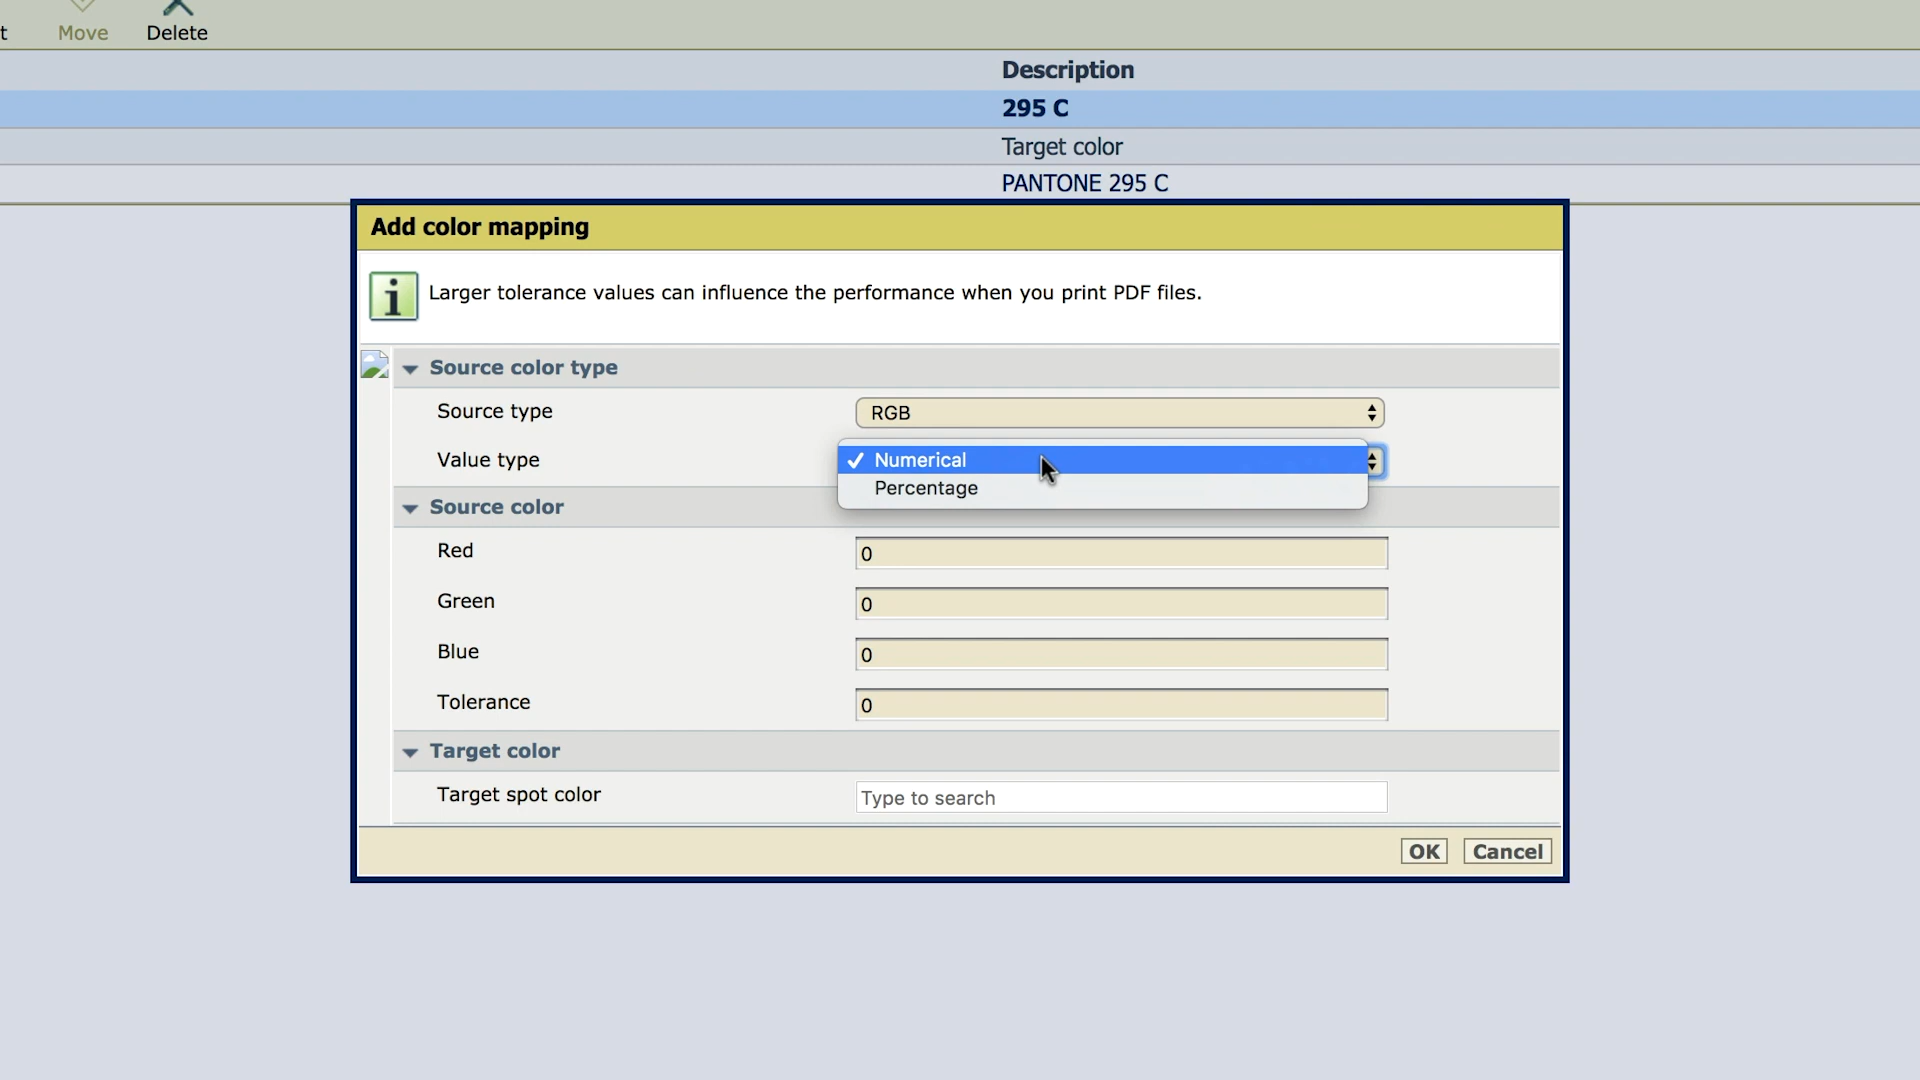 t Move Delete
Description
295 C
Target color
PANTONE 295 C
Add color mapping
i Larger tolerance values can influence the performance when you print PDF files.
Source color type
Source type RGB
Value type ✓ Numerical
Percentage
Source color
Red 0
Green 0
Blue 0
Tolerance 0
Target color
Target spot color Type to search
OK Cancel